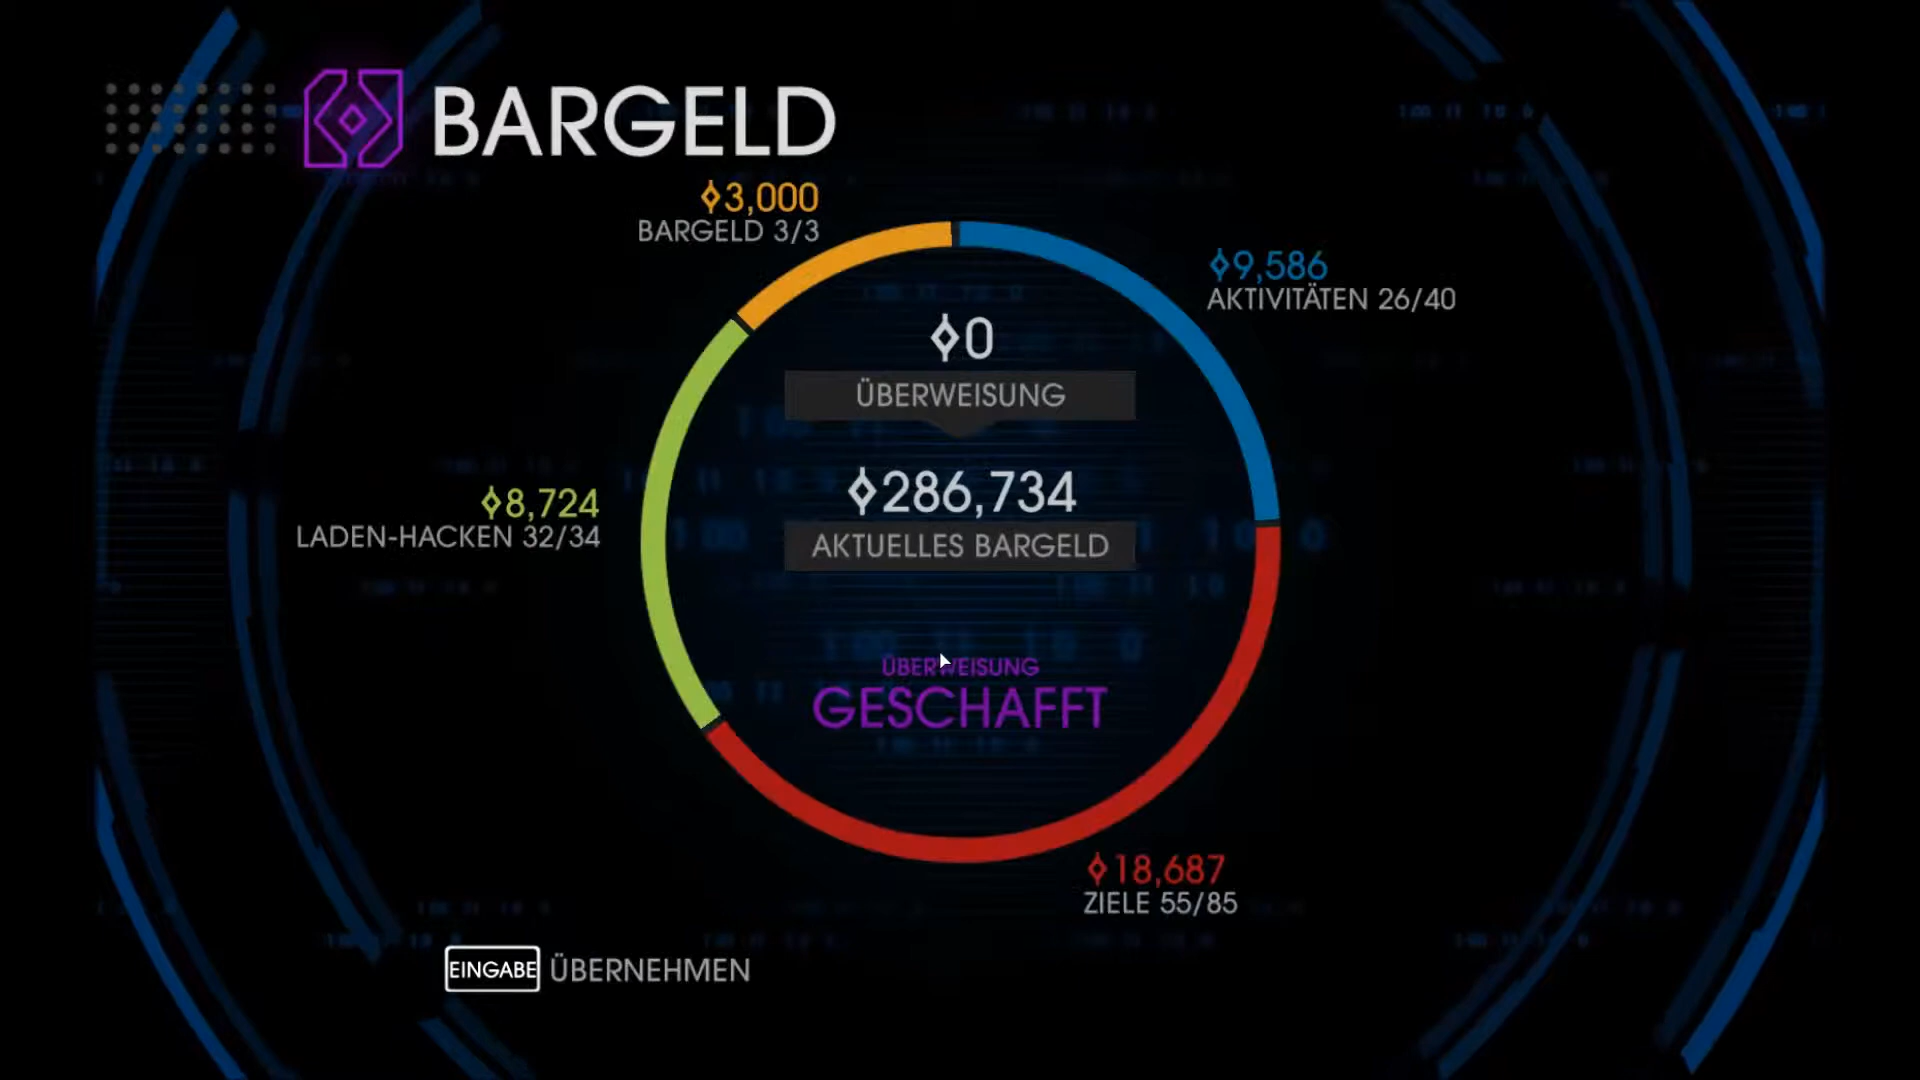 BARGELD
3,000
BARGELD 3/3
9,586
AKTIVITÄTEN 26/40
0
ÜBERWEISUNG
286,734
AKTUELLES BARGELD
8,724
LADEN-HACKEN 32/34
ÜBERWEISUNG
GESCHAFFT
18,687
ZIELE 55/85
EINGABE ÜBERNEHMEN